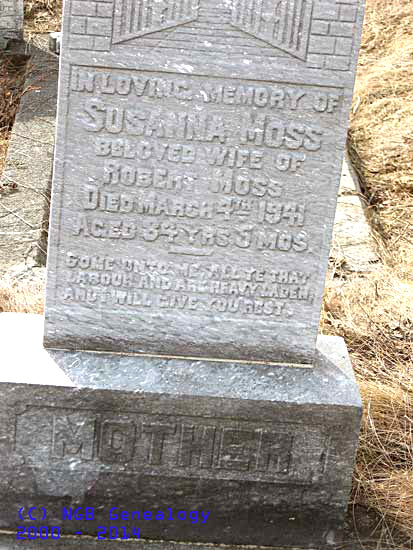 IN LOVING MEMORY OF
SUSANNA MOSS
BELOVED WIFE OF
ROBERT MOSS
DIED MARCH 4TH 1941
AGED 84 YRS 3 MOS.
COME UNTO ME, ALL YE THAT
LABOUR AND ARE HEAVY LADEN,
AND I WILL GIVE YOU REST.
MOTHER
(C) NGB Genealogy
2000 - 2014